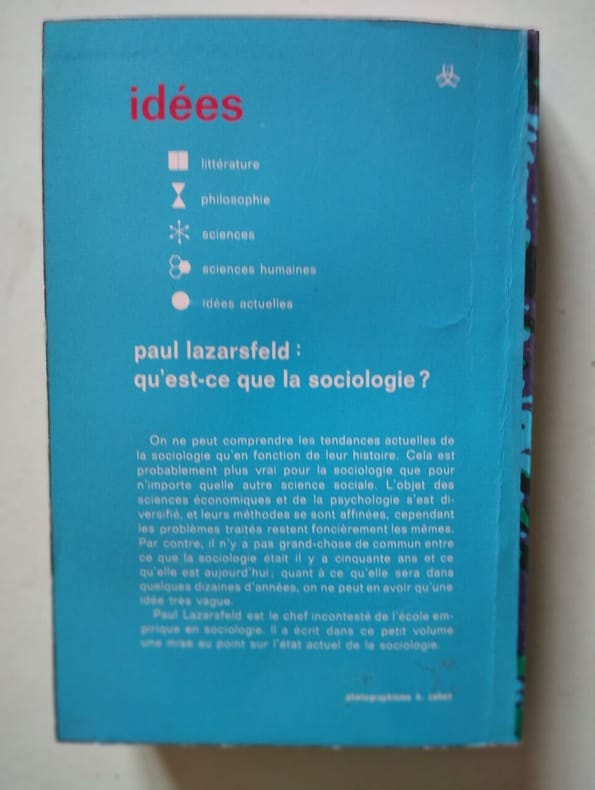 idées
littérature
philosophie
sciences
sciences humaines
idées actuelles
paul lazarsfeld :
qu'est-ce que la sociologie ?
On ne peut comprendre les tendances actuelles de
la sociologie qu'en fonction de leur histoire. Cela est
probablement plus vrai pour la sociologie que pour
n'importe quelle autre science sociale. L'objet des
sciences économiques et de la psychologie s'est di-
versifié, et leurs méthodes se sont affinées, cependant
les problèmes traités restent foncièrement les mêmes.
Par contre, il n'y a pas grand-chose de commun entre
ce que la sociologie était il y a cinquante ans et ce
qu'elle est aujourd'hui; quant à ce qu'elle sera dans
quelques dizaines d'années, on ne peut en avoir qu'une
idée très vague.
Paul Lazarsfeld est le chef incontesté de l'école em-
pirique en sociologie. Il a écrit dans ce petit volume
une mise au point sur l'état actuel de la sociologie.
photographisme h. cohen